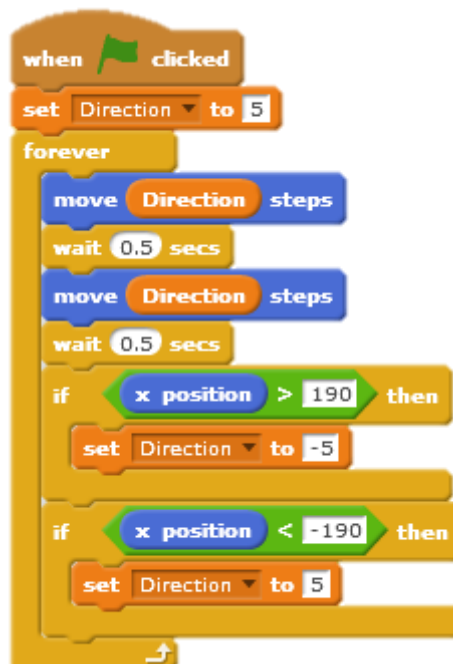 when clicked
set Direction to 5
forever
move Direction steps
wait 0.5 secs
move Direction steps
wait 0.5 secs
if x position > 190 then
set Direction to -5
if x position < -190 then
set Direction to 5